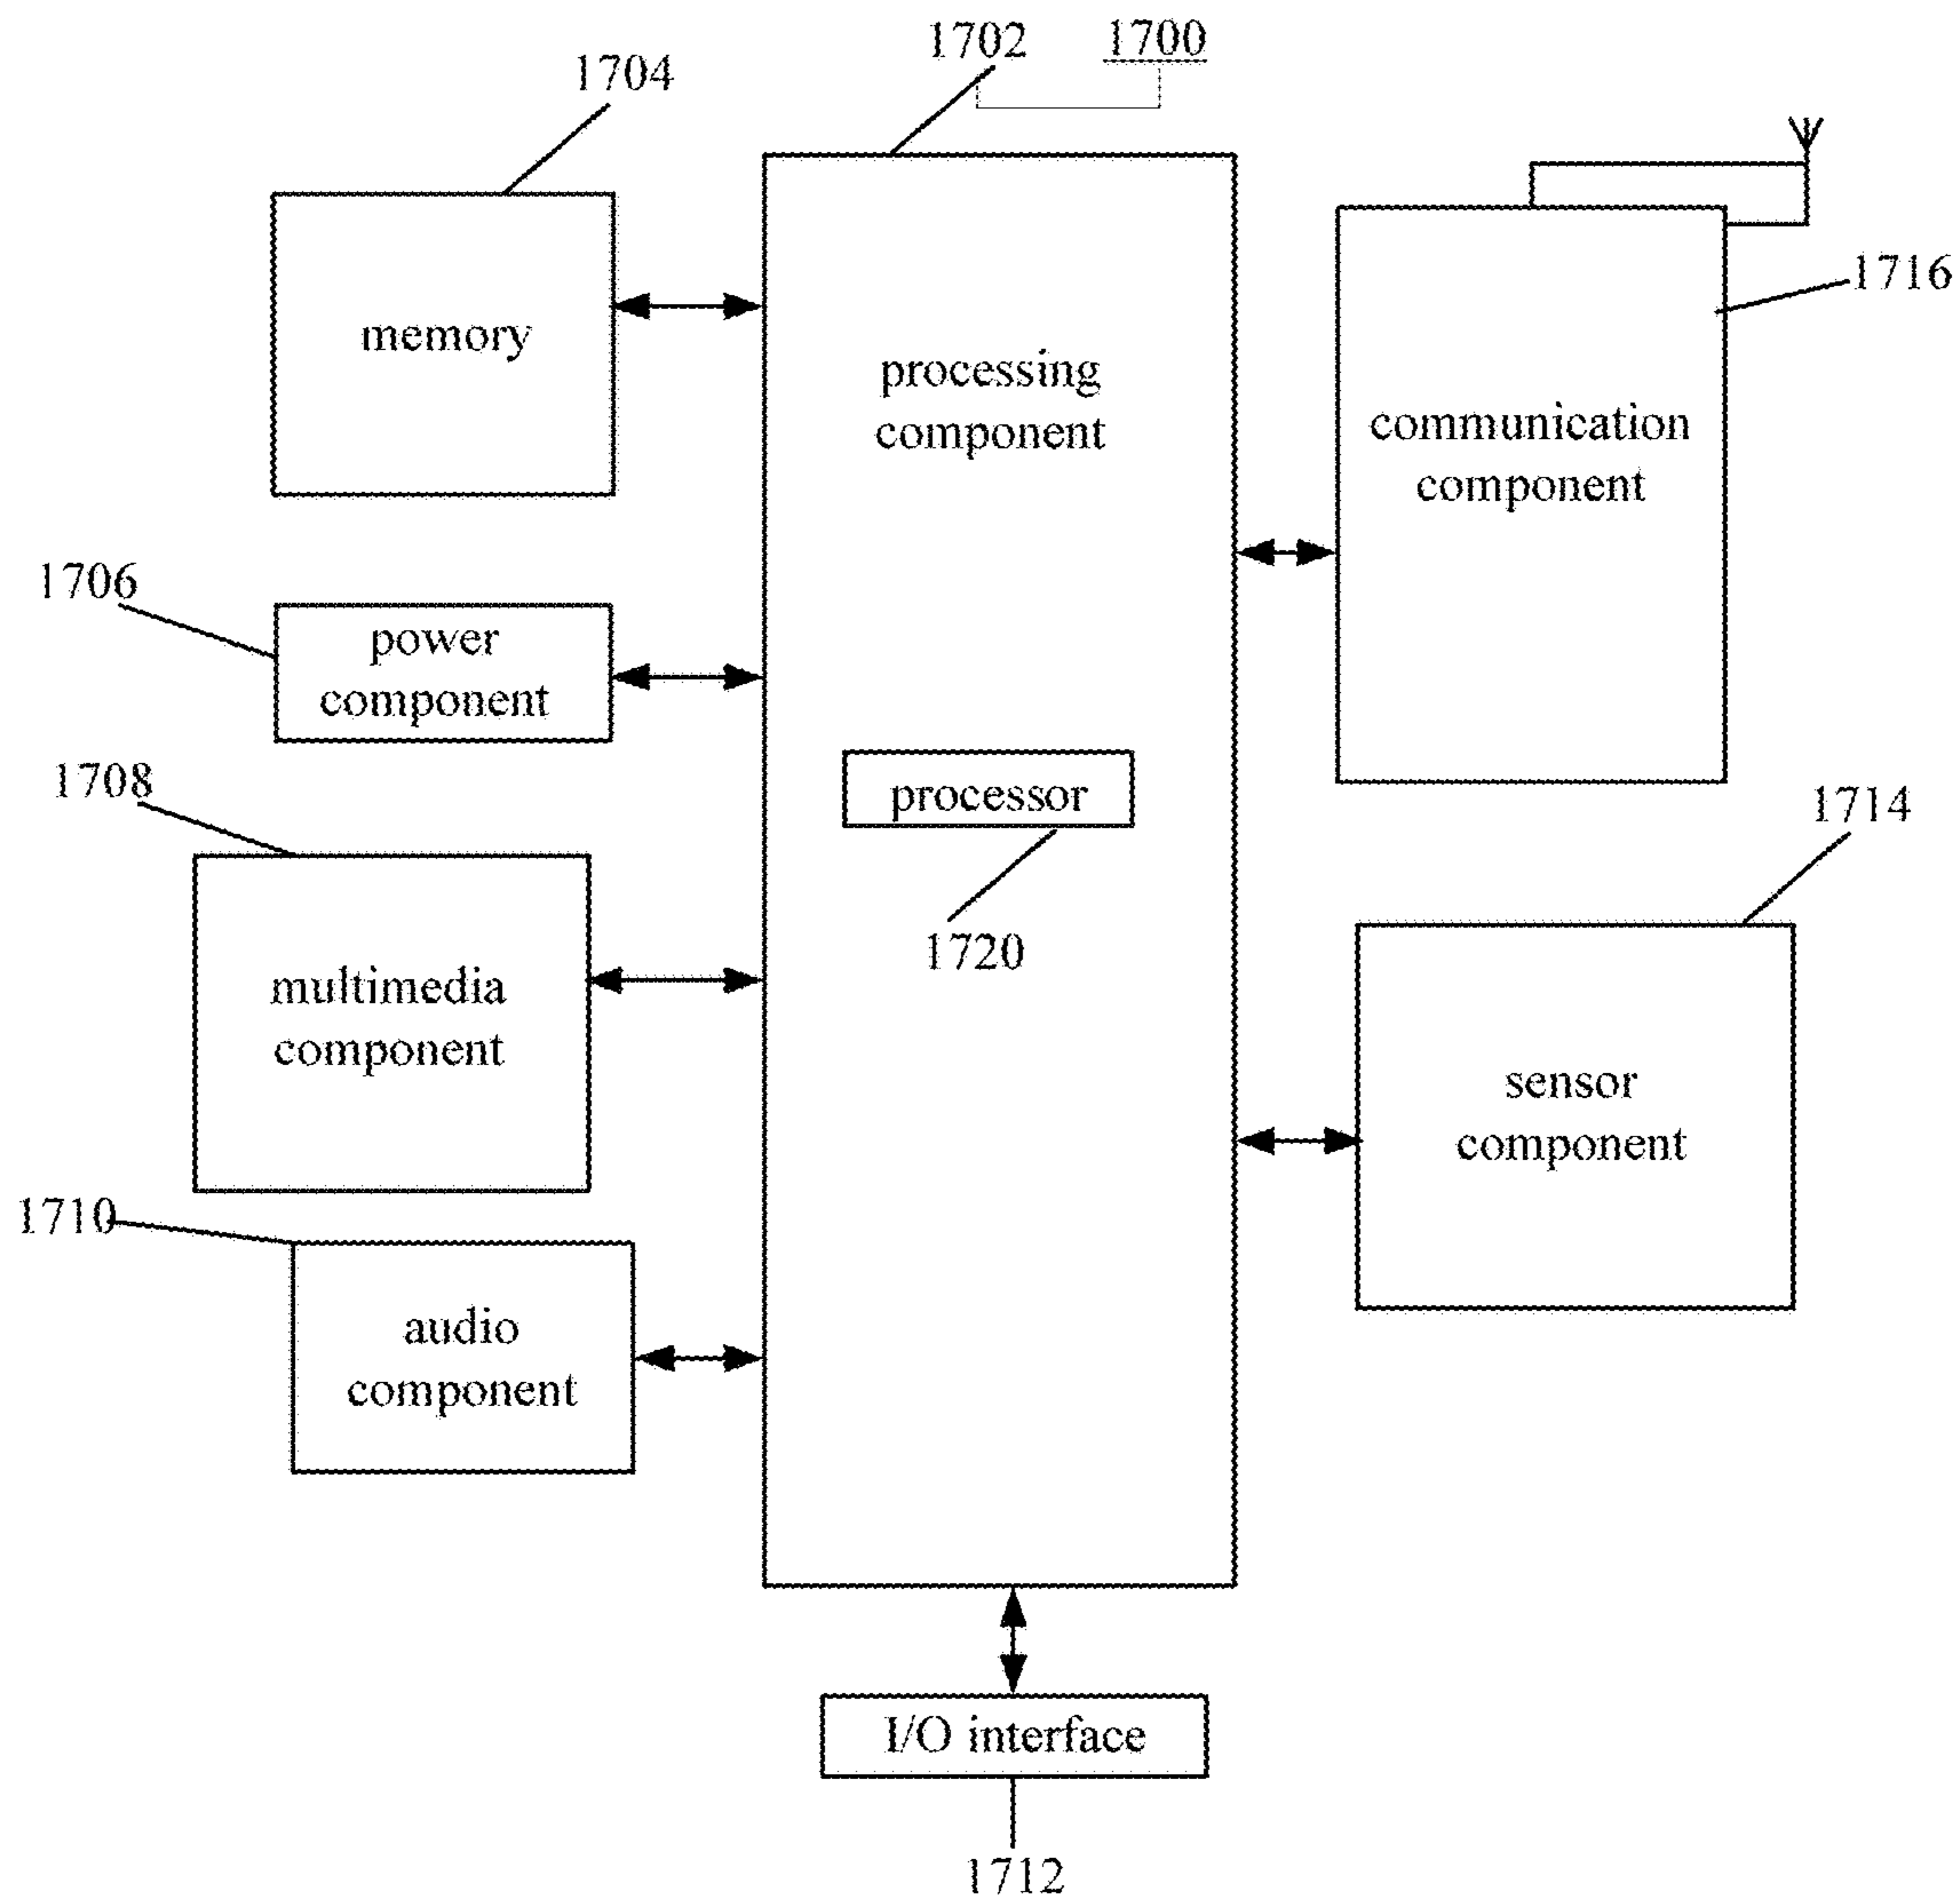 1702 1700
1704
memory
processing
component
communication
component
1716
1706
power
component
processor
1720
1708
multimedia
component
1714
sensor
component
1710
audio
component
I/O interface
1712